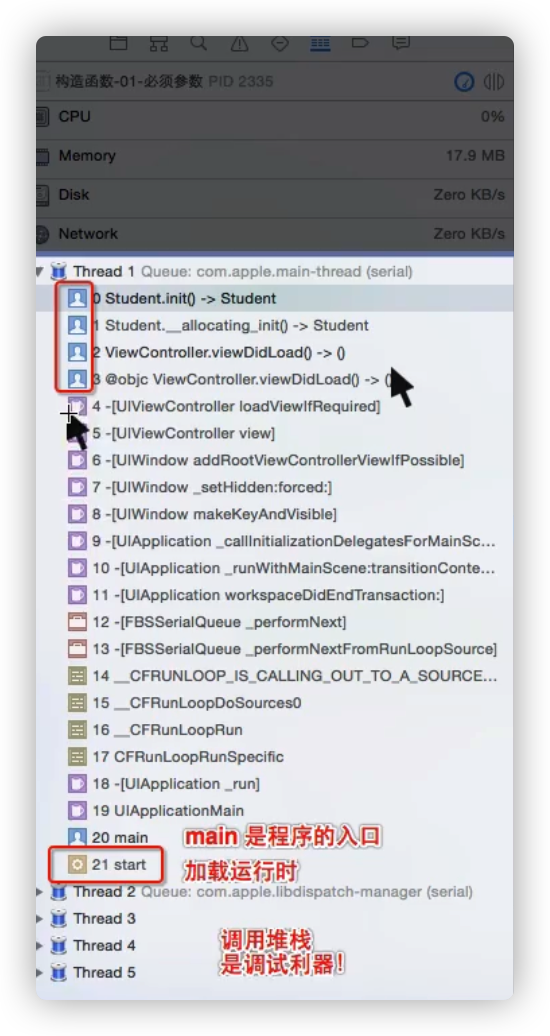 构造函数-01-必须参数 PID 2335
CPU 0%
Memory 17.9 MB
Disk Zero KB/s
Network Zero KB/s
Thread 1 Queue: com.apple.main-thread (serial)
0 Student.init() -> Student
1 Student.__allocating_init() -> Student
2 ViewController.viewDidLoad() -> ()
3 @objc ViewController.viewDidLoad() -> ()
4 -[UIViewController loadViewIfRequired]
5 -[UIViewController view]
6 -[UIWindow addRootViewControllerViewIfPossible]
7 -[UIWindow _setHidden:forced:]
8 -[UIWindow makeKeyAndVisible]
9 -[UIApplication _callInitializationDelegatesForMainSc...
10 -[UIApplication _runWithMainScene:transitionConte...
11 -[UIApplication workspaceDidEndTransaction:]
12 -[FBSSerialQueue _performNext]
13 -[FBSSerialQueue _performNextFromRunLoopSource]
14 __CFRUNLOOP_IS_CALLING_OUT_TO_A_SOURCE...
15 __CFRunLoopDoSources0
16 __CFRunLoopRun
17 CFRunLoopRunSpecific
18 -[UIApplication _run]
19 UIApplicationMain
20 main main 是程序的入口
21 start 加载运行时
Thread 2 Queue: com.apple.libdispatch-manager (serial)
Thread 3
Thread 4 调用堆栈
Thread 5 是调试利器！